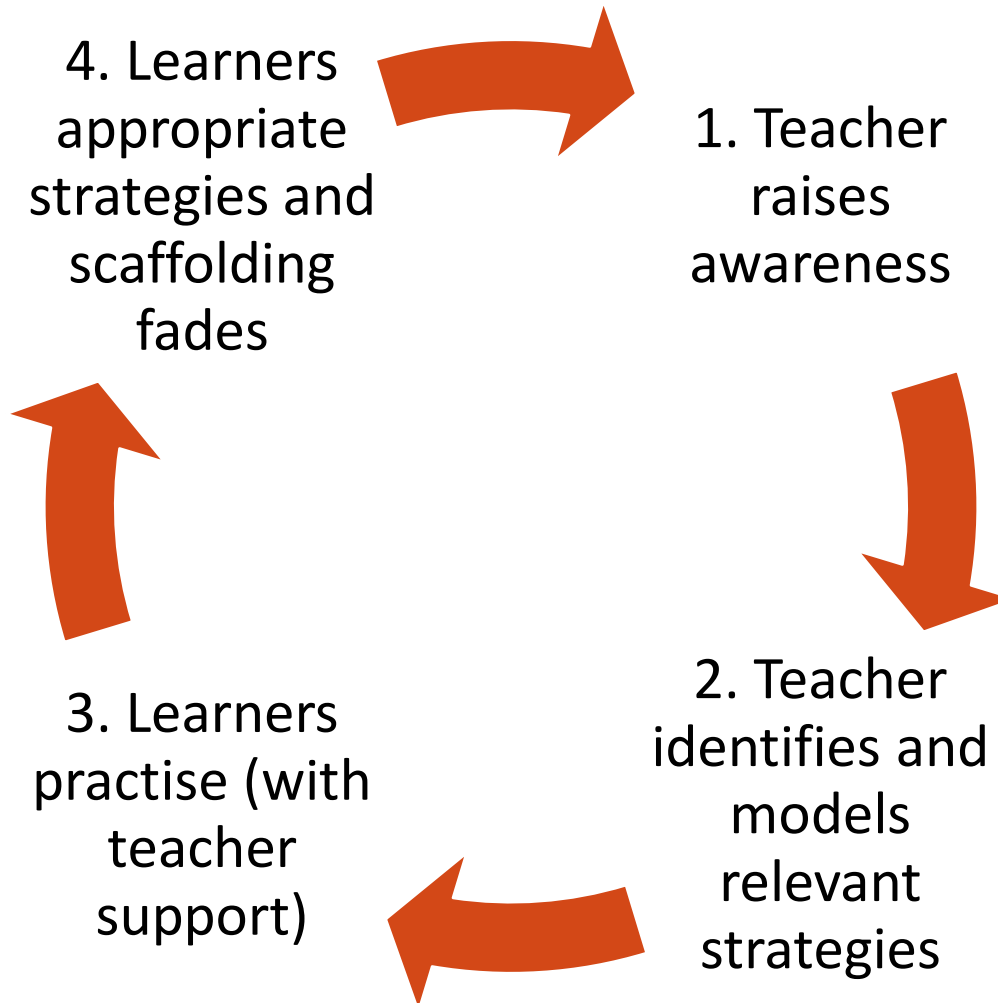 1. Teacher
raises
awareness
2. Teacher
identifies and
models
relevant
strategies
3. Learners
practise (with
teacher
support)
4. Learners
appropriate
strategies and
scaffolding
fades